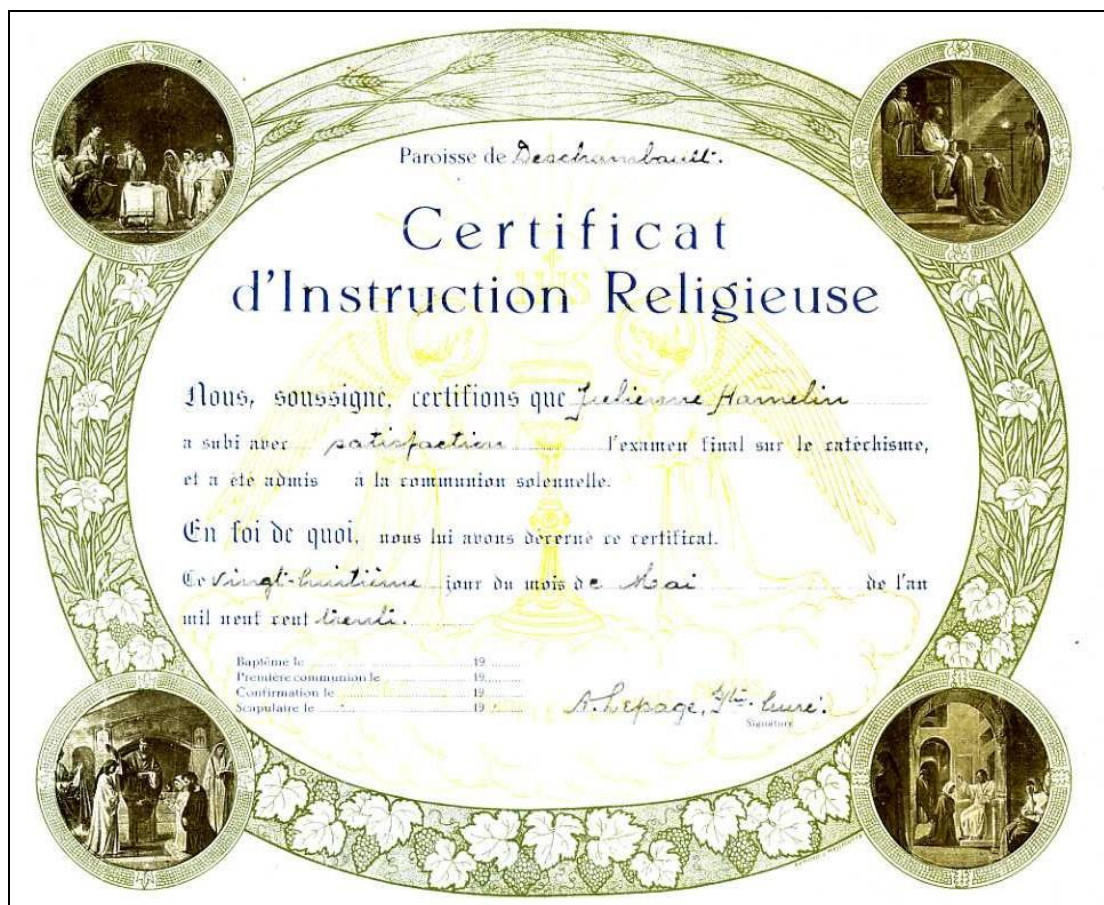 Paroisse de Deschambault.
Certificat
d'Instruction Religieuse
IHS
Nous, soussigné, certifions que Julienne Hamelin
a subi avec satisfaction l'examen final sur le catéchisme,
et a été admis à la communion solennelle.
En foi de quoi, nous lui avons décerné ce certificat.
Ce vingt-huitième jour du mois de Mai de l'an
mil neuf cent trente.
Baptême le 19
Première communion le 19
Confirmation le 19
Scapulaire le 19
A. Lepage, Ptre. Curé.
Signature